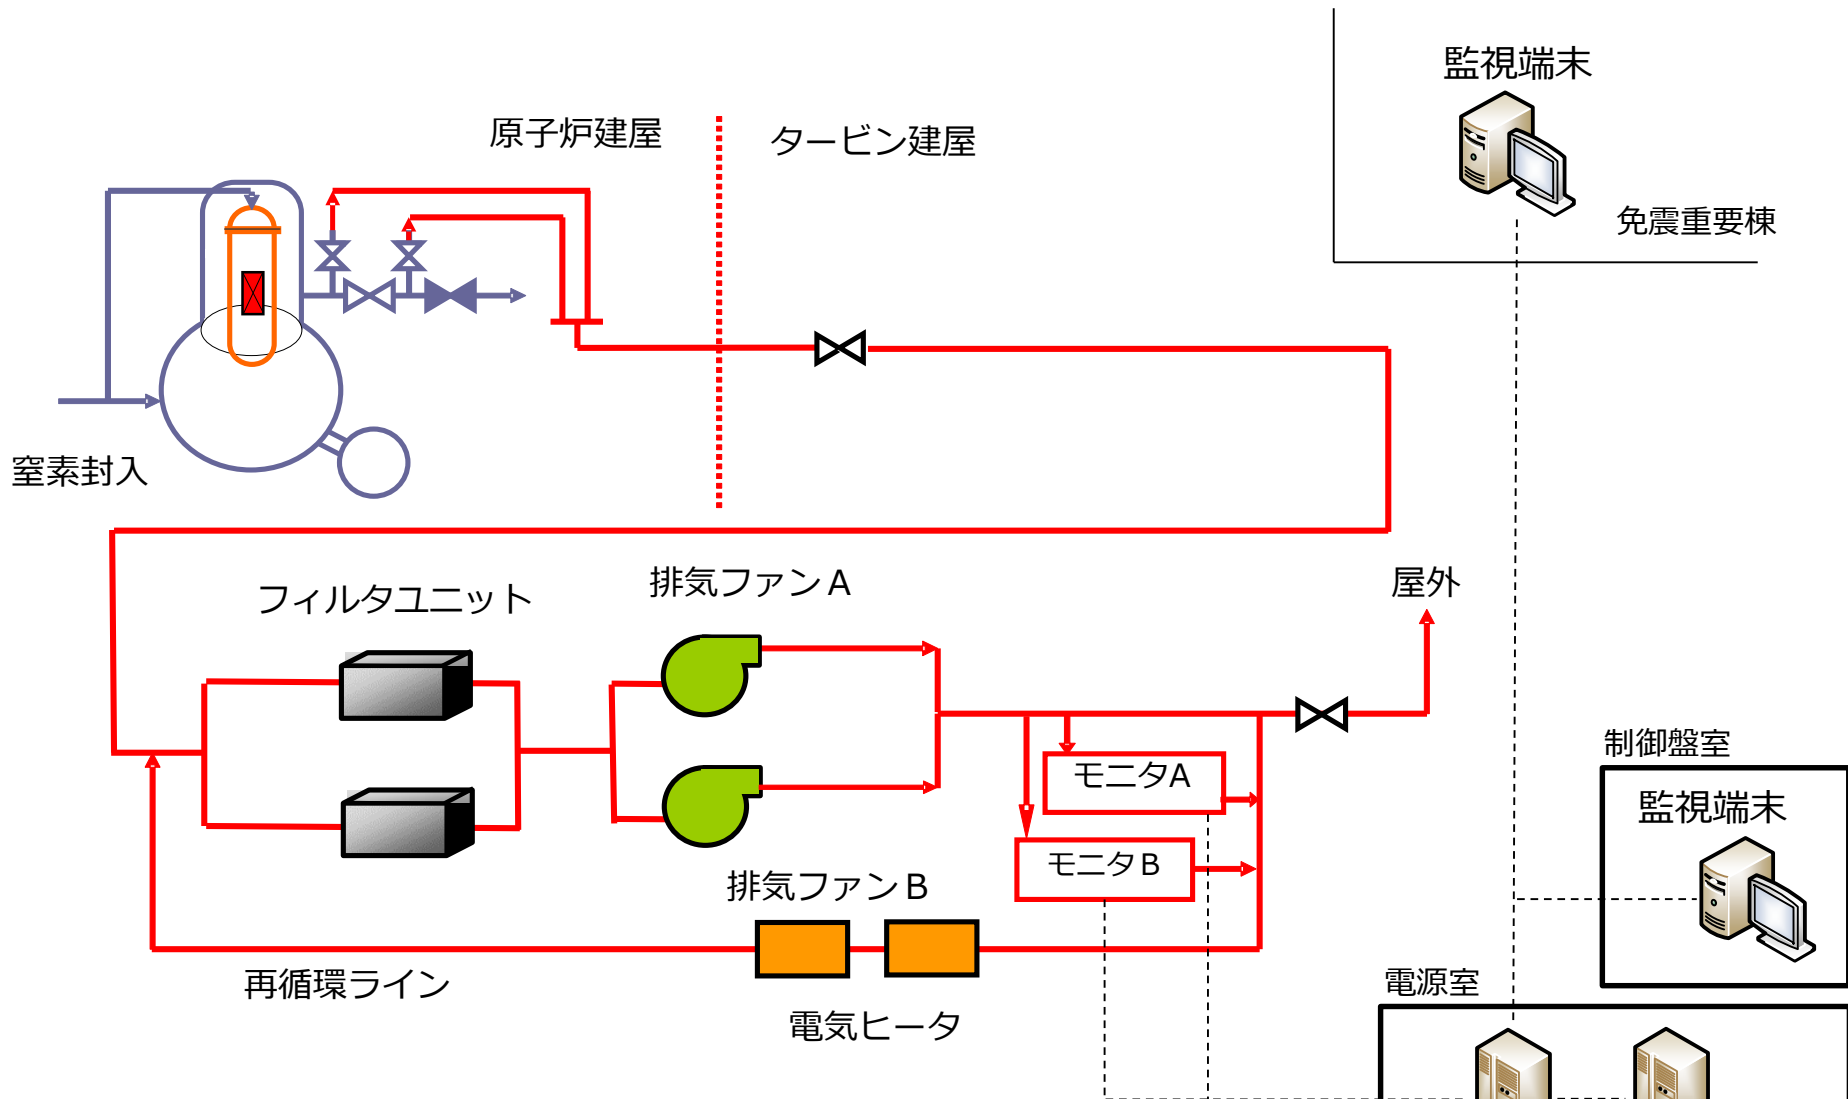 監視端末
原子炉建屋
タービン建屋
免震重要棟
窒素封入
フィルタユニット
排気ファンA
屋外
制御盤室
モニタA
監視端末
モニタB
排気ファンB
再循環ライン
電源室
電気ヒータ